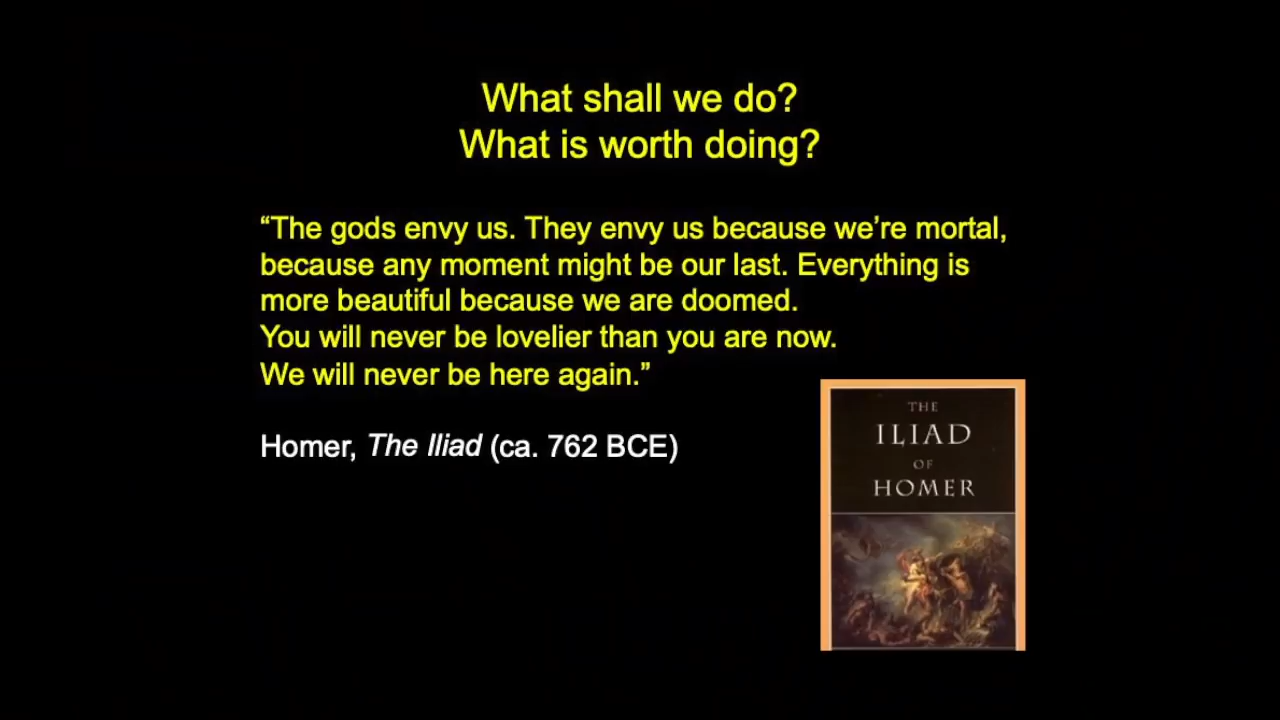 What shall we do?
What is worth doing?
“The gods envy us. They envy us because we’re mortal,
because any moment might be our last. Everything is
more beautiful because we are doomed.
You will never be lovelier than you are now.
We will never be here again.”
Homer, The Iliad (ca. 762 BCE)
THE
ILIAD
OF
HOMER